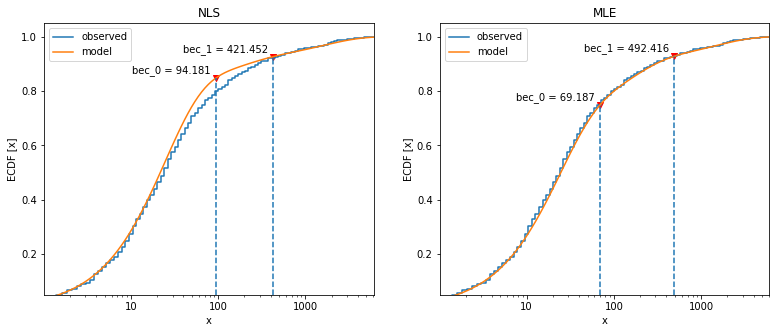 NLS
observed
model
bec_1 = 421.452
bec_0 = 94.181
ECDF [x]
1.0
0.8
0.6
0.4
0.2
10
100
1000
x
MLE
observed
model
bec_1 = 492.416
bec_0 = 69.187
ECDF [x]
1.0
0.8
0.6
0.4
0.2
10
100
1000
x